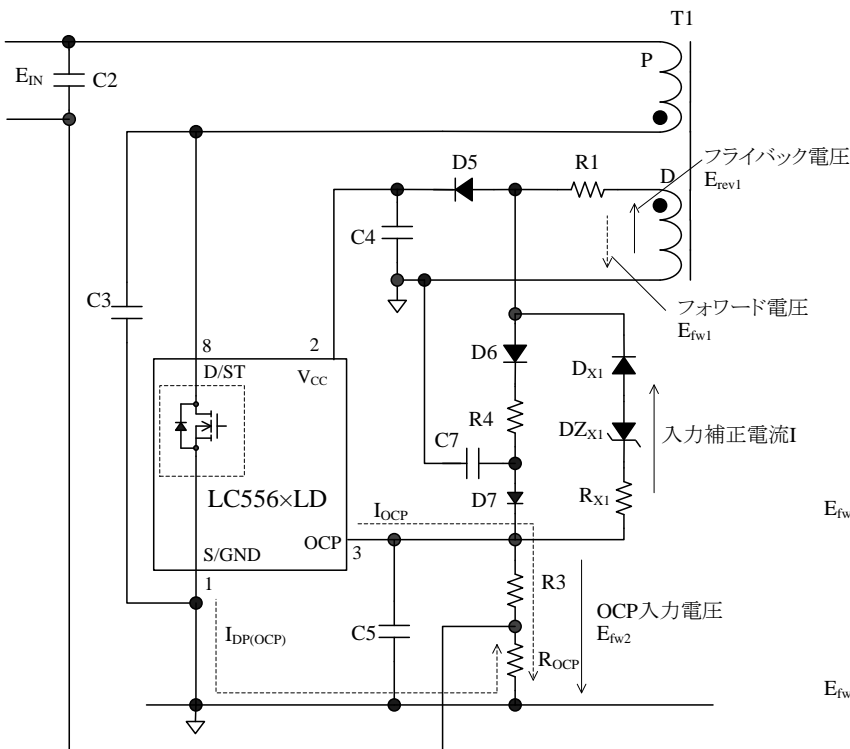 T1
P
E_IN
C2
D5
R1
D
フライバック電圧
E_rev1
C4
フォワード電圧
E_fw1
C3
8
2
D/ST
V_CC
D6
D_X1
R4
DZ_X1
入力補正電流I
C7
R_X1
D7
LC556×LD
I_OCP
E_fw
OCP
3
S/GND
1
R3
OCP入力電圧
E_fw2
I_DP(OCP)
C5
R_OCP
E_fw